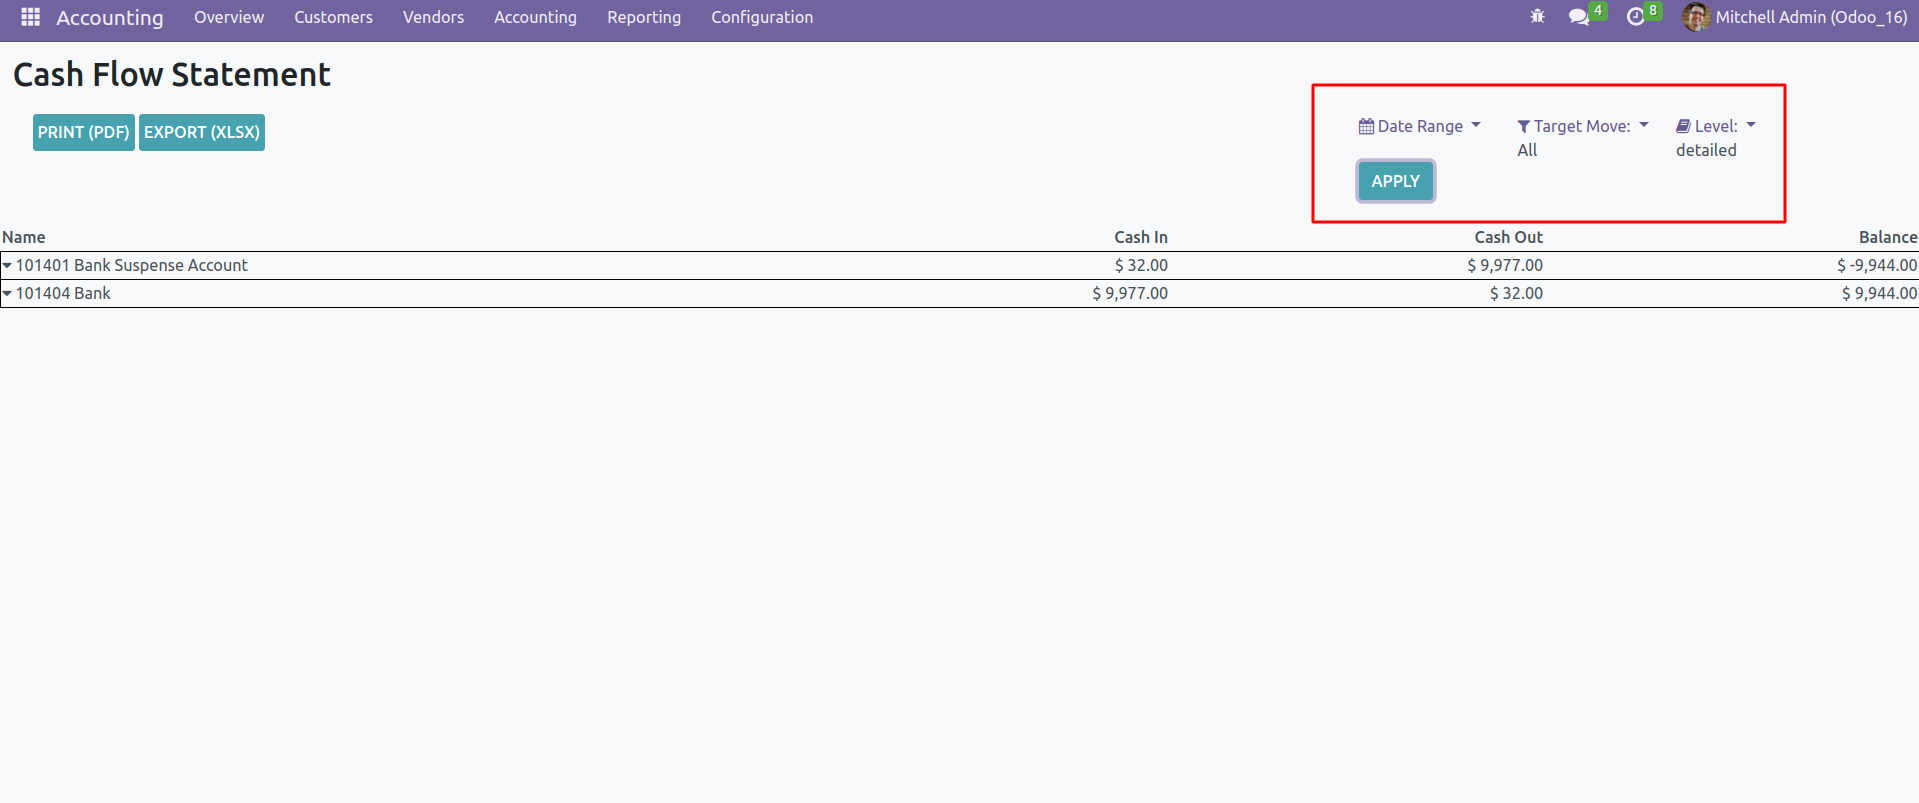 Accounting Overview Customers Vendors Accounting Reporting Configuration 4 8 Mitchell Admin (Odoo_16)
Cash Flow Statement
PRINT (PDF) EXPORT (XLSX) Date Range Target Move: Level:
All detailed
APPLY
Name Cash In Cash Out Balance
101401 Bank Suspense Account $ 32.00 $ 9,977.00 $ -9,944.00
101404 Bank $ 9,977.00 $ 32.00 $ 9,944.00